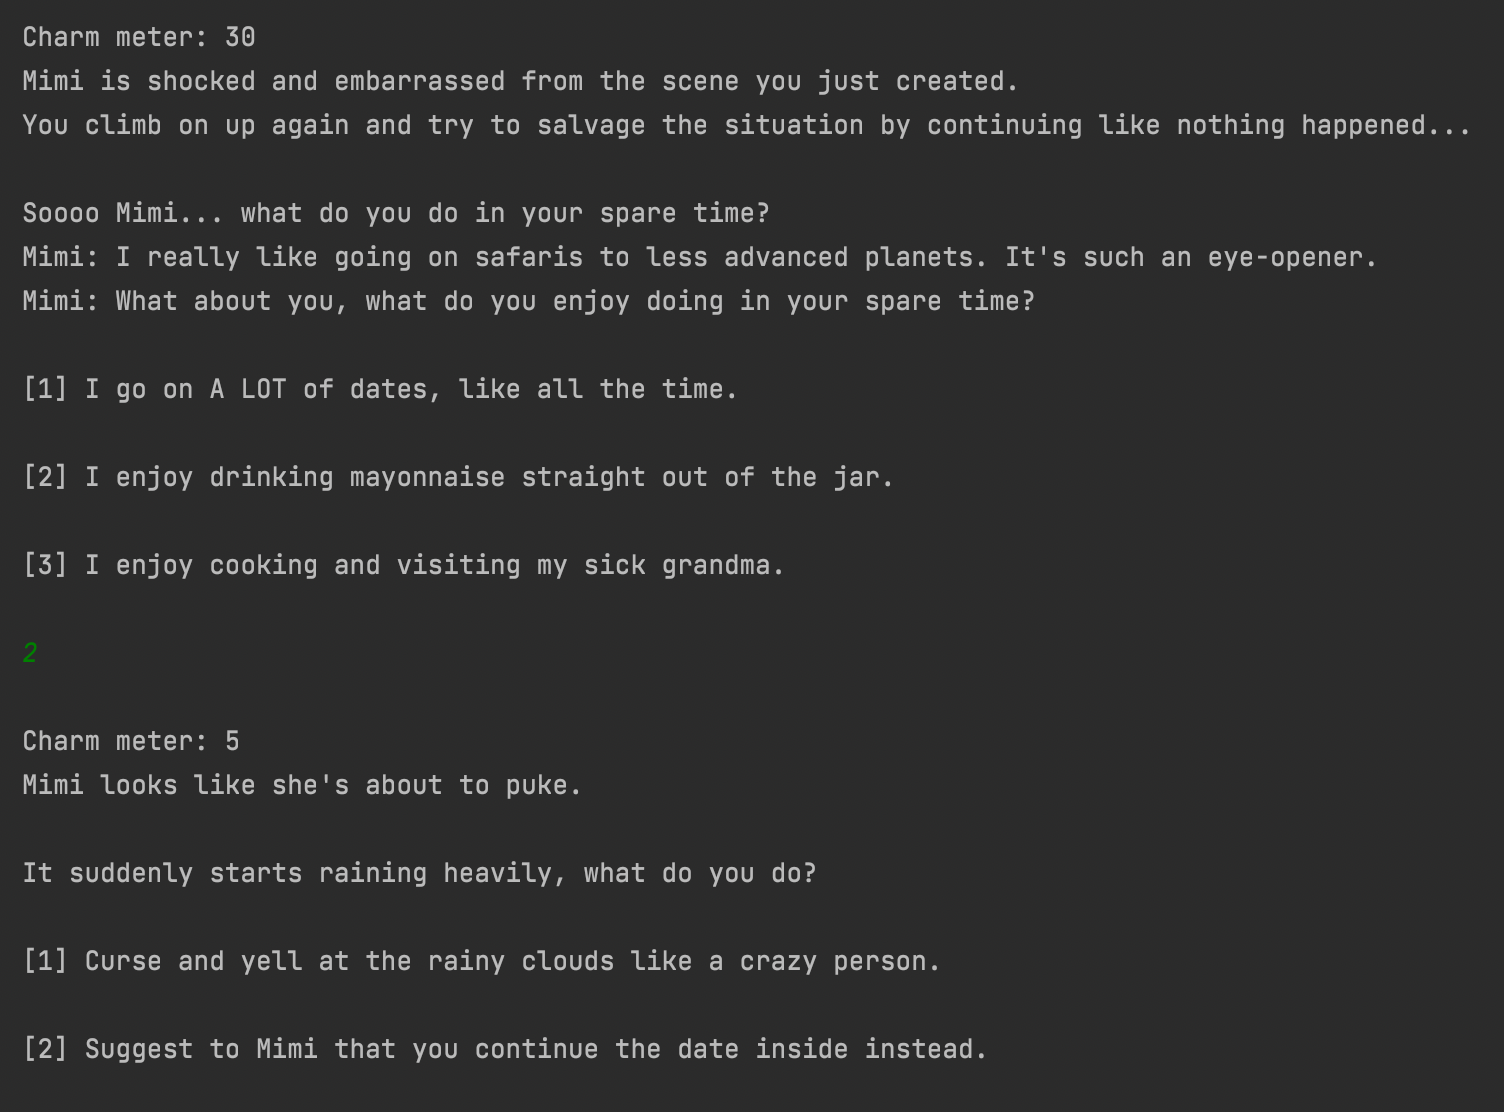 Charm meter: 30
Mimi is shocked and embarrassed from the scene you just created.
You climb on up again and try to salvage the situation by continuing like nothing happened...
Soooo Mimi... what do you do in your spare time?
Mimi: I really like going on safaris to less advanced planets. It's such an eye-opener.
Mimi: What about you, what do you enjoy doing in your spare time?
[1] I go on A LOT of dates, like all the time.
[2] I enjoy drinking mayonnaise straight out of the jar.
[3] I enjoy cooking and visiting my sick grandma.
2
Charm meter: 5
Mimi looks like she's about to puke.
It suddenly starts raining heavily, what do you do?
[1] Curse and yell at the rainy clouds like a crazy person.
[2] Suggest to Mimi that you continue the date inside instead.